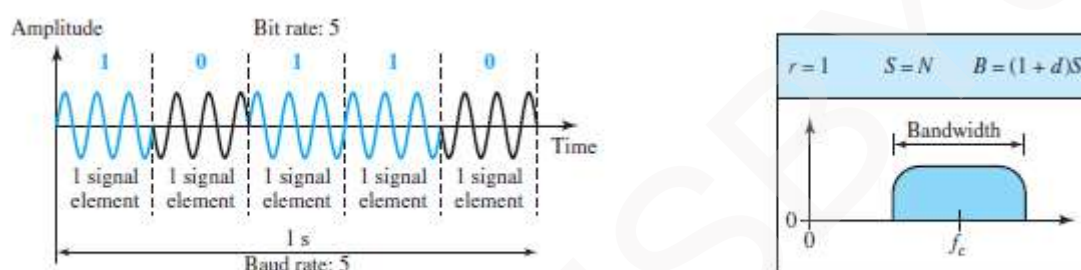 Amplitude
Bit rate: 5
1 0 1 1 0
Time
1 signal element
1 signal element
1 signal element
1 signal element
1 signal element
1 s
Baud rate: 5
r = 1 S = N B = (1 + d)S
Bandwidth
0
0
f_c